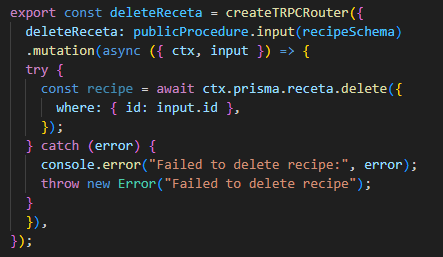 export const deleteReceta = createTRPCRouter({
  deleteReceta: publicProcedure.input(recipeSchema)
  .mutation(async ({ ctx, input }) => {
  try {
    const recipe = await ctx.prisma.receta.delete({
      where: { id: input.id },
    });
  } catch (error) {
    console.error("Failed to delete recipe:", error);
    throw new Error("Failed to delete recipe");
  }
  }),
});